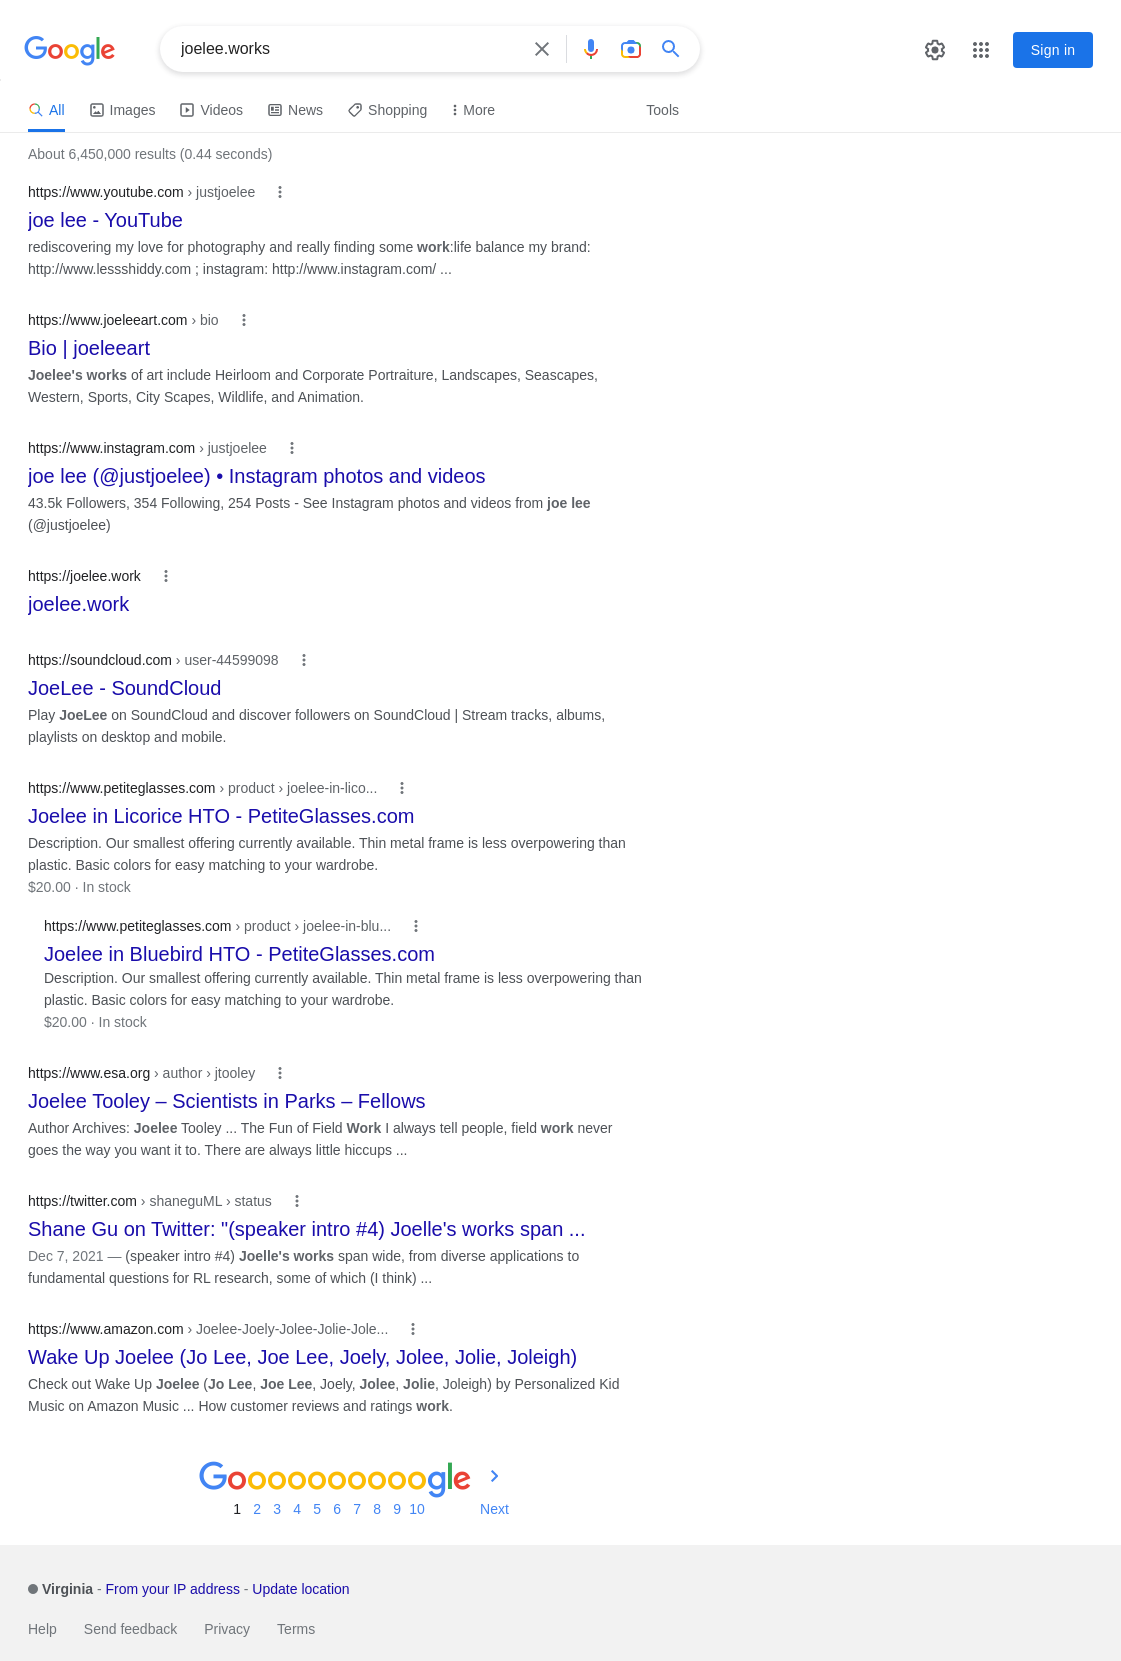 Google
joelee.works
Sign in
All Images Videos News Shopping More Tools
About 6,450,000 results (0.44 seconds)
https://www.youtube.com › justjoelee
joe lee - YouTube
rediscovering my love for photography and really finding some work:life balance my brand:
http://www.lessshiddy.com ; instagram: http://www.instagram.com/ ...
https://www.joeleeart.com › bio
Bio | joeleeart
Joelee's works of art include Heirloom and Corporate Portraiture, Landscapes, Seascapes,
Western, Sports, City Scapes, Wildlife, and Animation.
https://www.instagram.com › justjoelee
joe lee (@justjoelee) • Instagram photos and videos
43.5k Followers, 354 Following, 254 Posts - See Instagram photos and videos from joe lee
(@justjoelee)
https://joelee.work
joelee.work
https://soundcloud.com › user-44599098
JoeLee - SoundCloud
Play JoeLee on SoundCloud and discover followers on SoundCloud | Stream tracks, albums,
playlists on desktop and mobile.
https://www.petiteglasses.com › product › joelee-in-lico...
Joelee in Licorice HTO - PetiteGlasses.com
Description. Our smallest offering currently available. Thin metal frame is less overpowering than
plastic. Basic colors for easy matching to your wardrobe.
$20.00 · In stock
https://www.petiteglasses.com › product › joelee-in-blu...
Joelee in Bluebird HTO - PetiteGlasses.com
Description. Our smallest offering currently available. Thin metal frame is less overpowering than
plastic. Basic colors for easy matching to your wardrobe.
$20.00 · In stock
https://www.esa.org › author › jtooley
Joelee Tooley – Scientists in Parks – Fellows
Author Archives: Joelee Tooley ... The Fun of Field Work I always tell people, field work never
goes the way you want it to. There are always little hiccups ...
https://twitter.com › shaneguML › status
Shane Gu on Twitter: "(speaker intro #4) Joelle's works span ...
Dec 7, 2021 — (speaker intro #4) Joelle's works span wide, from diverse applications to
fundamental questions for RL research, some of which (I think) ...
https://www.amazon.com › Joelee-Joely-Jolee-Jolie-Jole...
Wake Up Joelee (Jo Lee, Joe Lee, Joely, Jolee, Jolie, Joleigh)
Check out Wake Up Joelee (Jo Lee, Joe Lee, Joely, Jolee, Jolie, Joleigh) by Personalized Kid
Music on Amazon Music ... How customer reviews and ratings work.
Goooooooooogle
1 2 3 4 5 6 7 8 9 10 Next
Virginia - From your IP address - Update location
Help Send feedback Privacy Terms